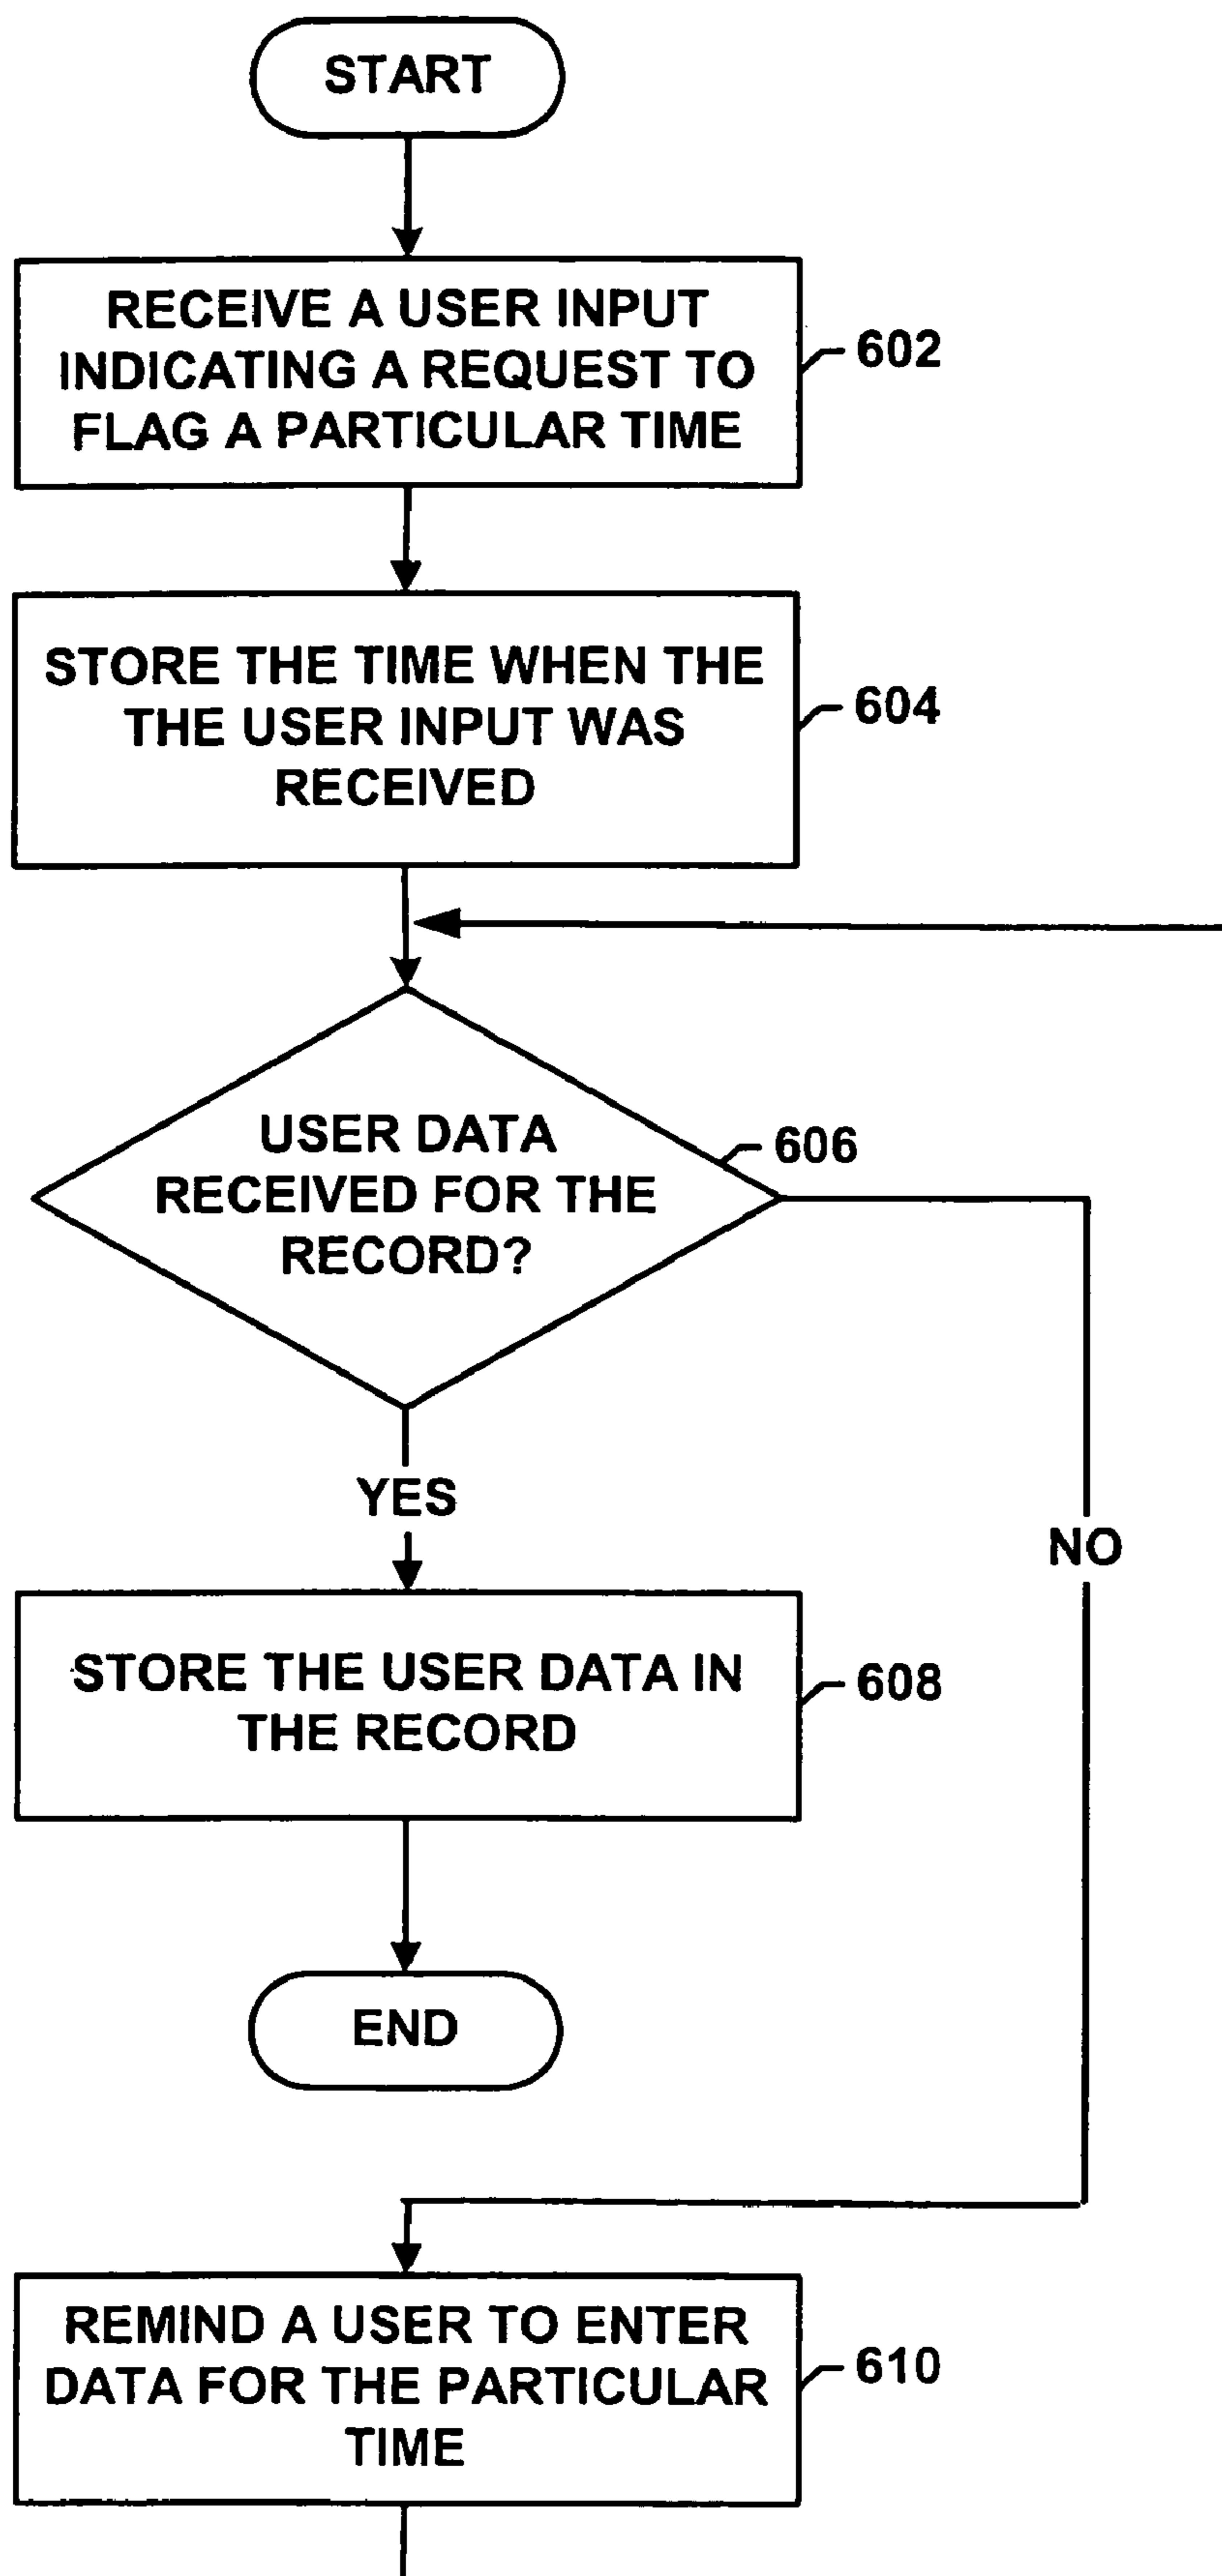 START
RECEIVE A USER INPUT
INDICATING A REQUEST TO
FLAG A PARTICULAR TIME
602
STORE THE TIME WHEN THE
THE USER INPUT WAS
RECEIVED
604
USER DATA
RECEIVED FOR THE
RECORD?
606
YES
NO
STORE THE USER DATA IN
THE RECORD
608
END
REMIND A USER TO ENTER
DATA FOR THE PARTICULAR
TIME
610